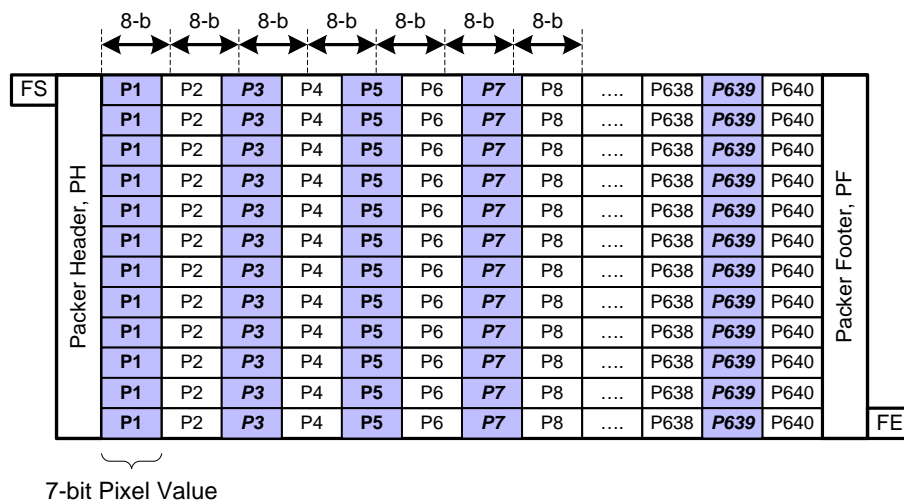 8-b 8-b 8-b 8-b 8-b 8-b 8-b
FS P1 P2 P3 P4 P5 P6 P7 P8 .... P638 P639 P640
P1 P2 P3 P4 P5 P6 P7 P8 .... P638 P639 P640
P1 P2 P3 P4 P5 P6 P7 P8 .... P638 P639 P640
P1 P2 P3 P4 P5 P6 P7 P8 .... P638 P639 P640
P1 P2 P3 P4 P5 P6 P7 P8 .... P638 P639 P640
P1 P2 P3 P4 P5 P6 P7 P8 .... P638 P639 P640
P1 P2 P3 P4 P5 P6 P7 P8 .... P638 P639 P640
P1 P2 P3 P4 P5 P6 P7 P8 .... P638 P639 P640
P1 P2 P3 P4 P5 P6 P7 P8 .... P638 P639 P640
P1 P2 P3 P4 P5 P6 P7 P8 .... P638 P639 P640
P1 P2 P3 P4 P5 P6 P7 P8 .... P638 P639 P640
P1 P2 P3 P4 P5 P6 P7 P8 .... P638 P639 P640 FE
Packer Header, PH
Packer Footer, PF
7-bit Pixel Value